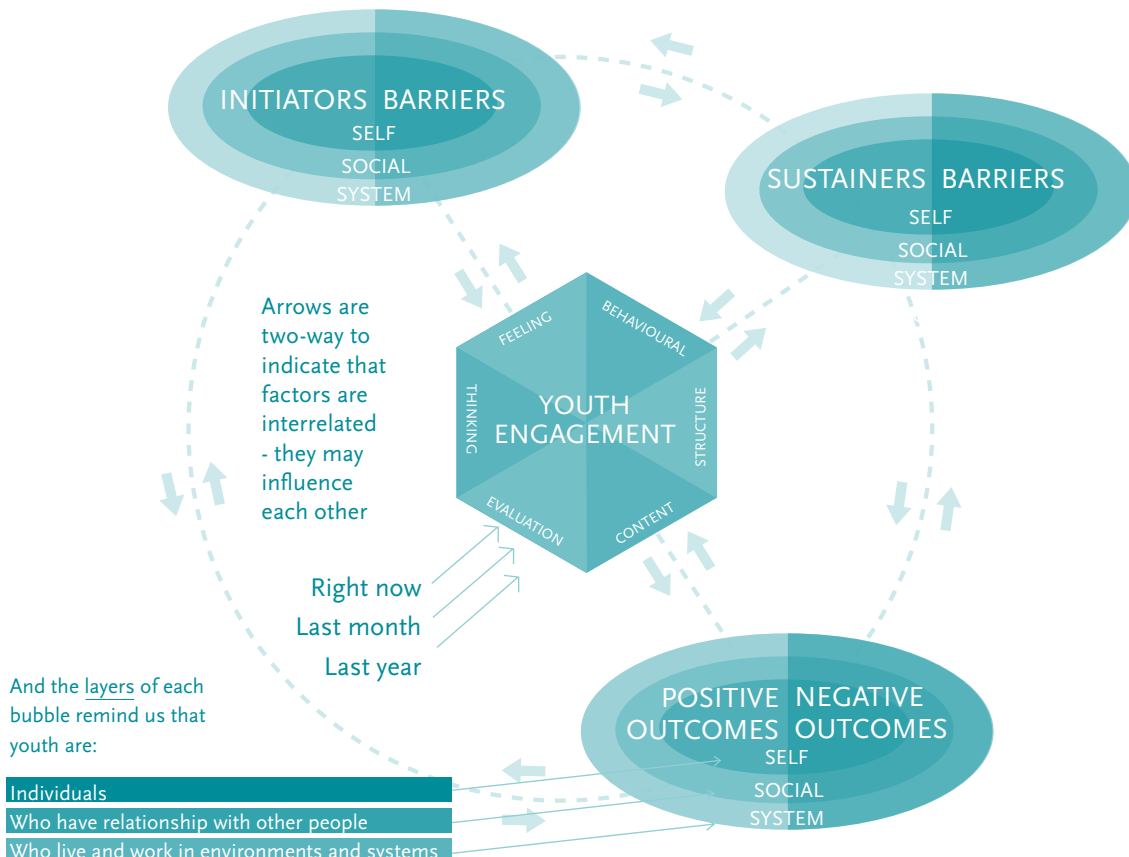 INITIATORS BARRIERS
SELF
SOCIAL
SYSTEM
SUSTAINERS BARRIERS
SELF
SOCIAL
SYSTEM
Arrows are
two-way to
indicate that
factors are
interrelated
- they may
influence
each other
FEELING
BEHAVIOURAL
THINKING
YOUTH
ENGAGEMENT
STRUCTURE
EVALUATION
CONTENT
Right now
Last month
Last year
And the layers of each
bubble remind us that
youth are:
Individuals
Who have relationship with other people
Who live and work in environments and systems
POSITIVE NEGATIVE
OUTCOMES OUTCOMES
SELF
SOCIAL
SYSTEM